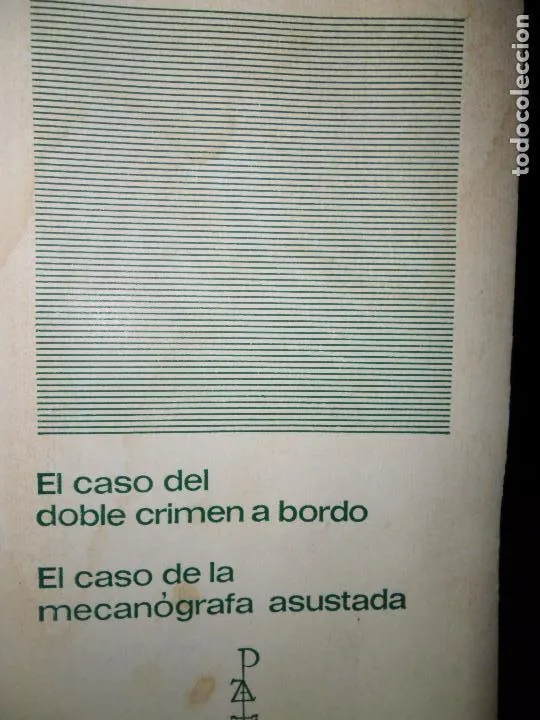 El caso del
doble crimen a bordo
El caso de la
mecanógrafa asustada
todocoleccion